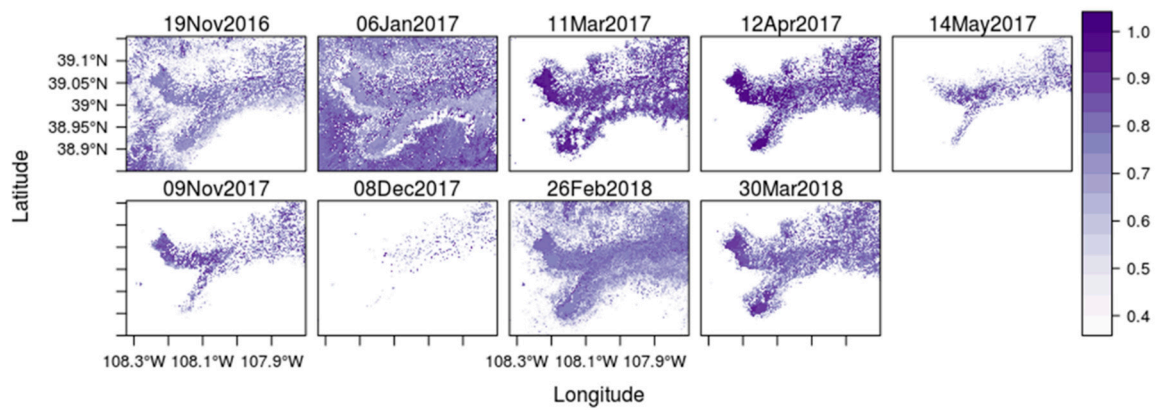 19Nov2016 06Jan2017 11Mar2017 12Apr2017 14May2017
39.1°N
39.05°N
39°N
38.95°N
38.9°N
Latitude
09Nov2017 08Dec2017 26Feb2018 30Mar2018
108.3°W 108.1°W 107.9°W 108.3°W 108.1°W 107.9°W
Longitude
1.0
0.9
0.8
0.7
0.6
0.5
0.4